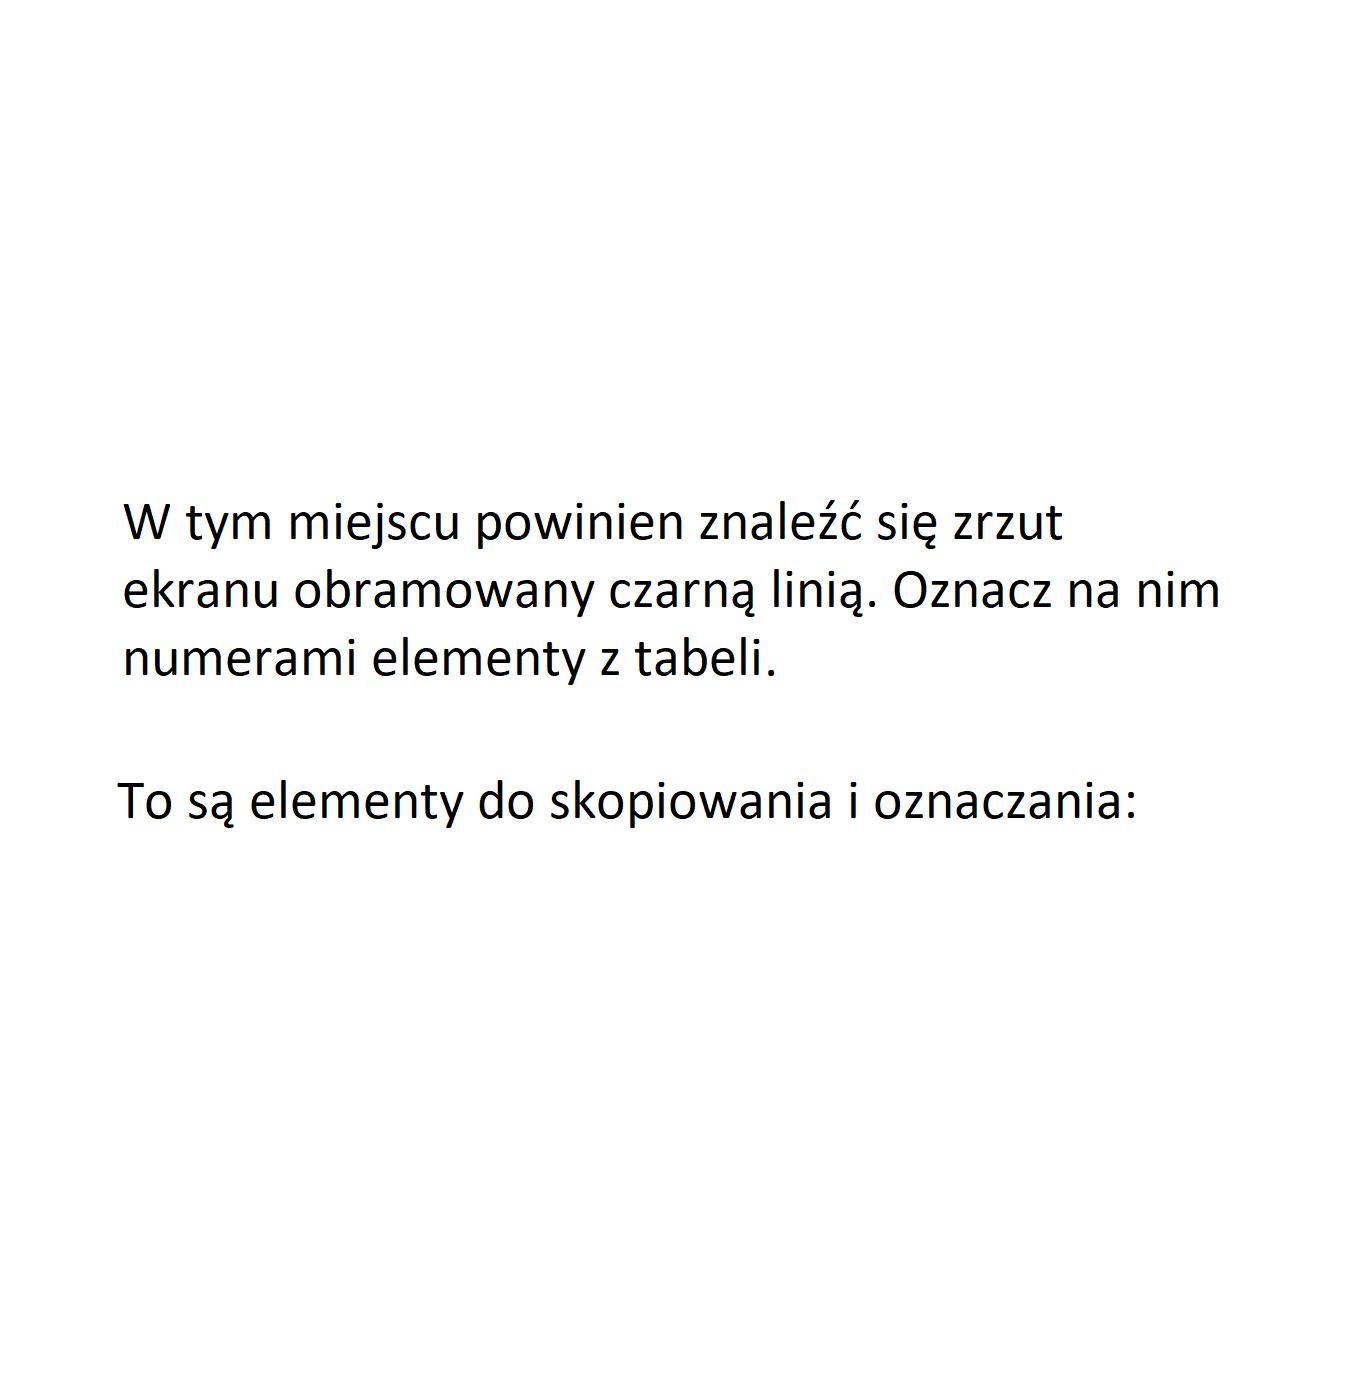 W tym miejscu powinien znaleźć się zrzut
ekranu obramowany czarną linią. Oznacz na nim
numerami elementy z tabeli.
To są elementy do skopiowania i oznaczania: